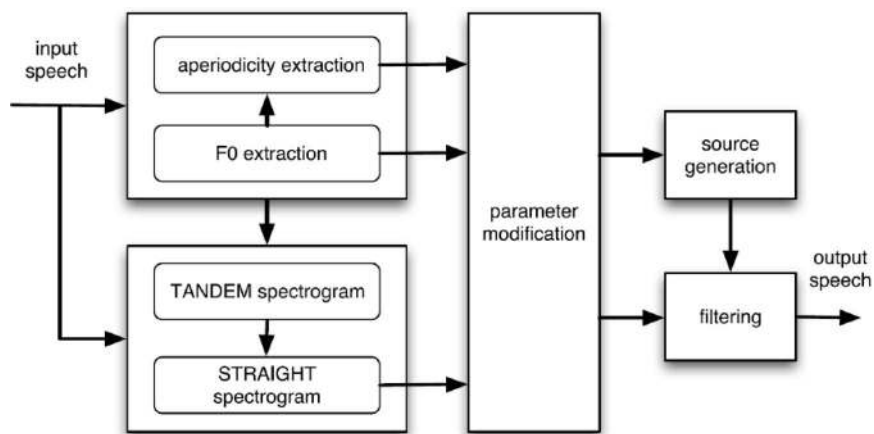 input
speech
aperiodicity extraction
F0 extraction
TANDEM spectrogram
STRAIGHT
spectrogram
parameter
modification
source
generation
filtering
output
speech